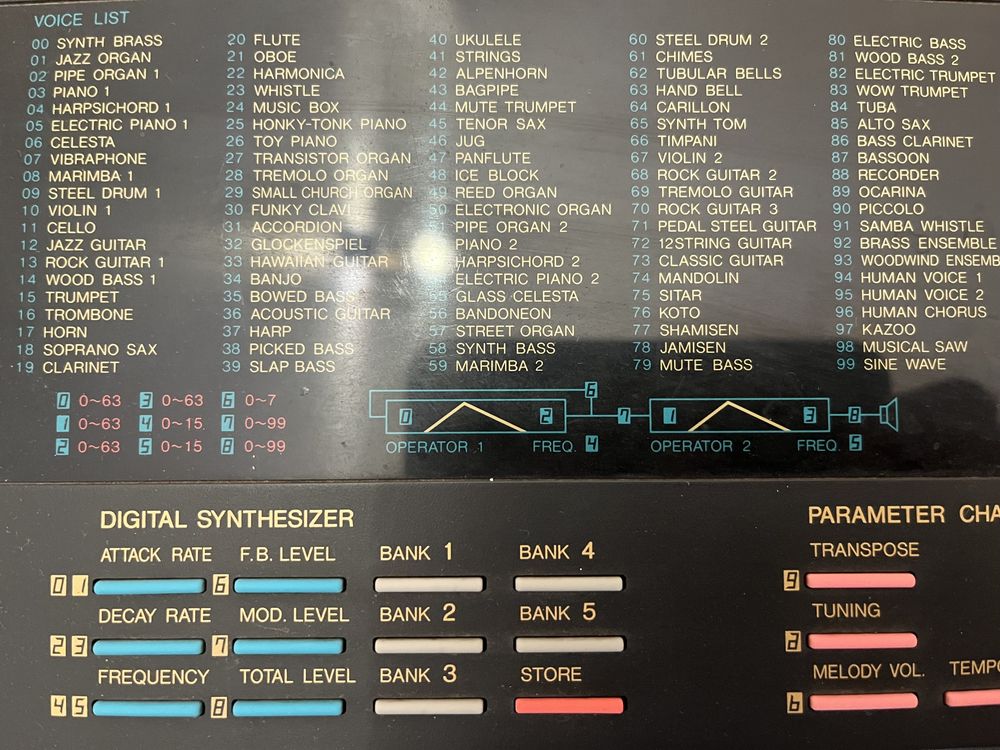 VOICE LIST
00 SYNTH BRASS
01 JAZZ ORGAN
02 PIPE ORGAN 1
03 PIANO 1
04 HARPSICHORD 1
05 ELECTRIC PIANO 1
06 CELESTA
07 VIBRAPHONE
08 MARIMBA 1
09 STEEL DRUM 1
10 VIOLIN 1
11 CELLO
12 JAZZ GUITAR
13 ROCK GUITAR 1
14 WOOD BASS 1
15 TRUMPET
16 TROMBONE
17 HORN
18 SOPRANO SAX
19 CLARINET
20 FLUTE
21 OBOE
22 HARMONICA
23 WHISTLE
24 MUSIC BOX
25 HONKY-TONK PIANO
26 TOY PIANO
27 TRANSISTOR ORGAN
28 TREMOLO ORGAN
29 SMALL CHURCH ORGAN
30 FUNKY CLAVI
31 ACCORDION
32 GLOCKENSPIEL
33 HAWAIIAN GUITAR
34 BANJO
35 BOWED BASS
36 ACOUSTIC GUITAR
37 HARP
38 PICKED BASS
39 SLAP BASS
40 UKULELE
41 STRINGS
42 ALPENHORN
43 BAGPIPE
44 MUTE TRUMPET
45 TENOR SAX
46 JUG
47 PANFLUTE
48 ICE BLOCK
49 REED ORGAN
50 ELECTRONIC ORGAN
51 PIPE ORGAN 2
PIANO 2
HARPSICHORD 2
ELECTRIC PIANO 2
55 GLASS CELESTA
56 BANDONEON
57 STREET ORGAN
58 SYNTH BASS
59 MARIMBA 2
60 STEEL DRUM 2
61 CHIMES
62 TUBULAR BELLS
63 HAND BELL
64 CARILLON
65 SYNTH TOM
66 TIMPANI
67 VIOLIN 2
68 ROCK GUITAR 2
69 TREMOLO GUITAR
70 ROCK GUITAR 3
71 PEDAL STEEL GUITAR
72 12STRING GUITAR
73 CLASSIC GUITAR
74 MANDOLIN
75 SITAR
76 KOTO
77 SHAMISEN
78 JAMISEN
79 MUTE BASS
80 ELECTRIC BASS
81 WOOD BASS 2
82 ELECTRIC TRUMPET
83 WOW TRUMPET
84 TUBA
85 ALTO SAX
86 BASS CLARINET
87 BASSOON
88 RECORDER
89 OCARINA
90 PICCOLO
91 SAMBA WHISTLE
92 BRASS ENSEMBLE
93 WOODWIND ENSEMB
94 HUMAN VOICE 1
95 HUMAN VOICE 2
96 HUMAN CHORUS
97 KAZOO
98 MUSICAL SAW
99 SINE WAVE
0 0~63 3 0~63 6 0~7
1 0~63 4 0~15 7 0~99
2 0~63 5 0~15 8 0~99
6
0 2 7 1 3 8
OPERATOR 1 FREQ. 4 OPERATOR 2 FREQ. 5
DIGITAL SYNTHESIZER
ATTACK RATE F.B. LEVEL BANK 1 BANK 4
0 1 6
DECAY RATE MOD. LEVEL BANK 2 BANK 5
2 3 7
FREQUENCY TOTAL LEVEL BANK 3 STORE
4 5 8
PARAMETER CHA
TRANSPOSE
9
TUNING
a
MELODY VOL. TEMPO
b